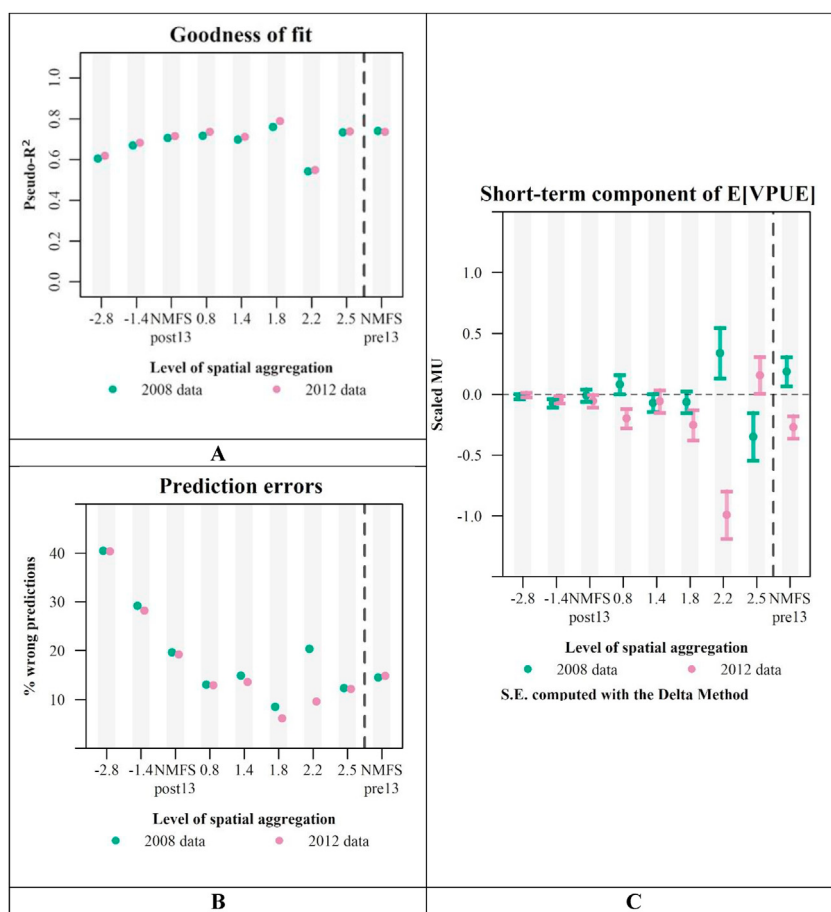 Goodness of fit
Pseudo-R²
0.0 0.2 0.4 0.6 0.8 1.0
-2.8 -1.4 NMFS 0.8 1.4 1.8 2.2 2.5 NMFS
post13 pre13
Level of spatial aggregation
2008 data 2012 data
A
Prediction errors
% wrong predictions
40
30
20
10
-2.8 -1.4 NMFS 0.8 1.4 1.8 2.2 2.5 NMFS
post13 pre13
Level of spatial aggregation
2008 data 2012 data
B
Short-term component of E[VPUE]
Scaled MU
1.0
0.5
0.0
-0.5
-1.0
-2.8 -1.4 NMFS 0.8 1.4 1.8 2.2 2.5 NMFS
post13 pre13
Level of spatial aggregation
2008 data 2012 data
S.E. computed with the Delta Method
C